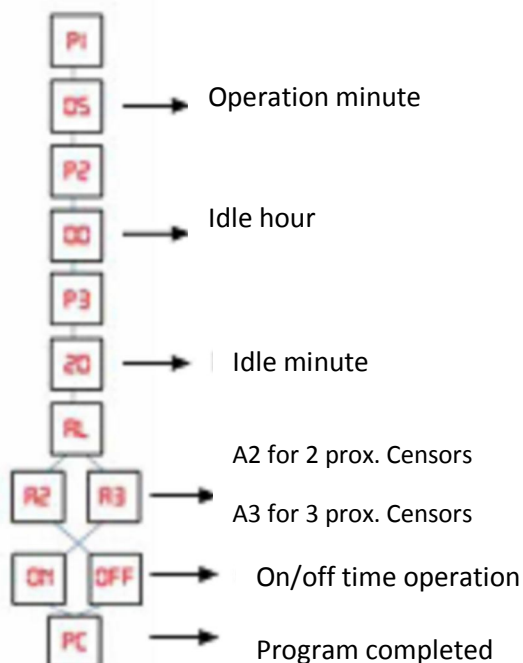 P1
05 Operation minute
P2
00 Idle hour
P3
20 Idle minute
AL
A2 for 2 prox. Censors
A2 A3
A3 for 3 prox. Censors
ON OFF On/off time operation
PC Program completed